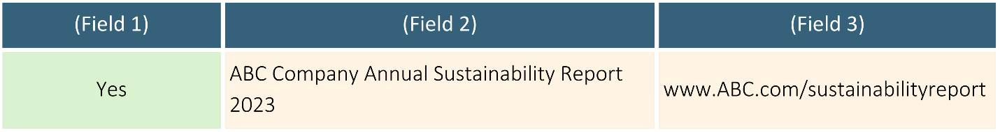 (Field 1)
(Field 2)
(Field 3)
Yes
ABC Company Annual Sustainability Report
2023
www.ABC.com/sustainabilityreport